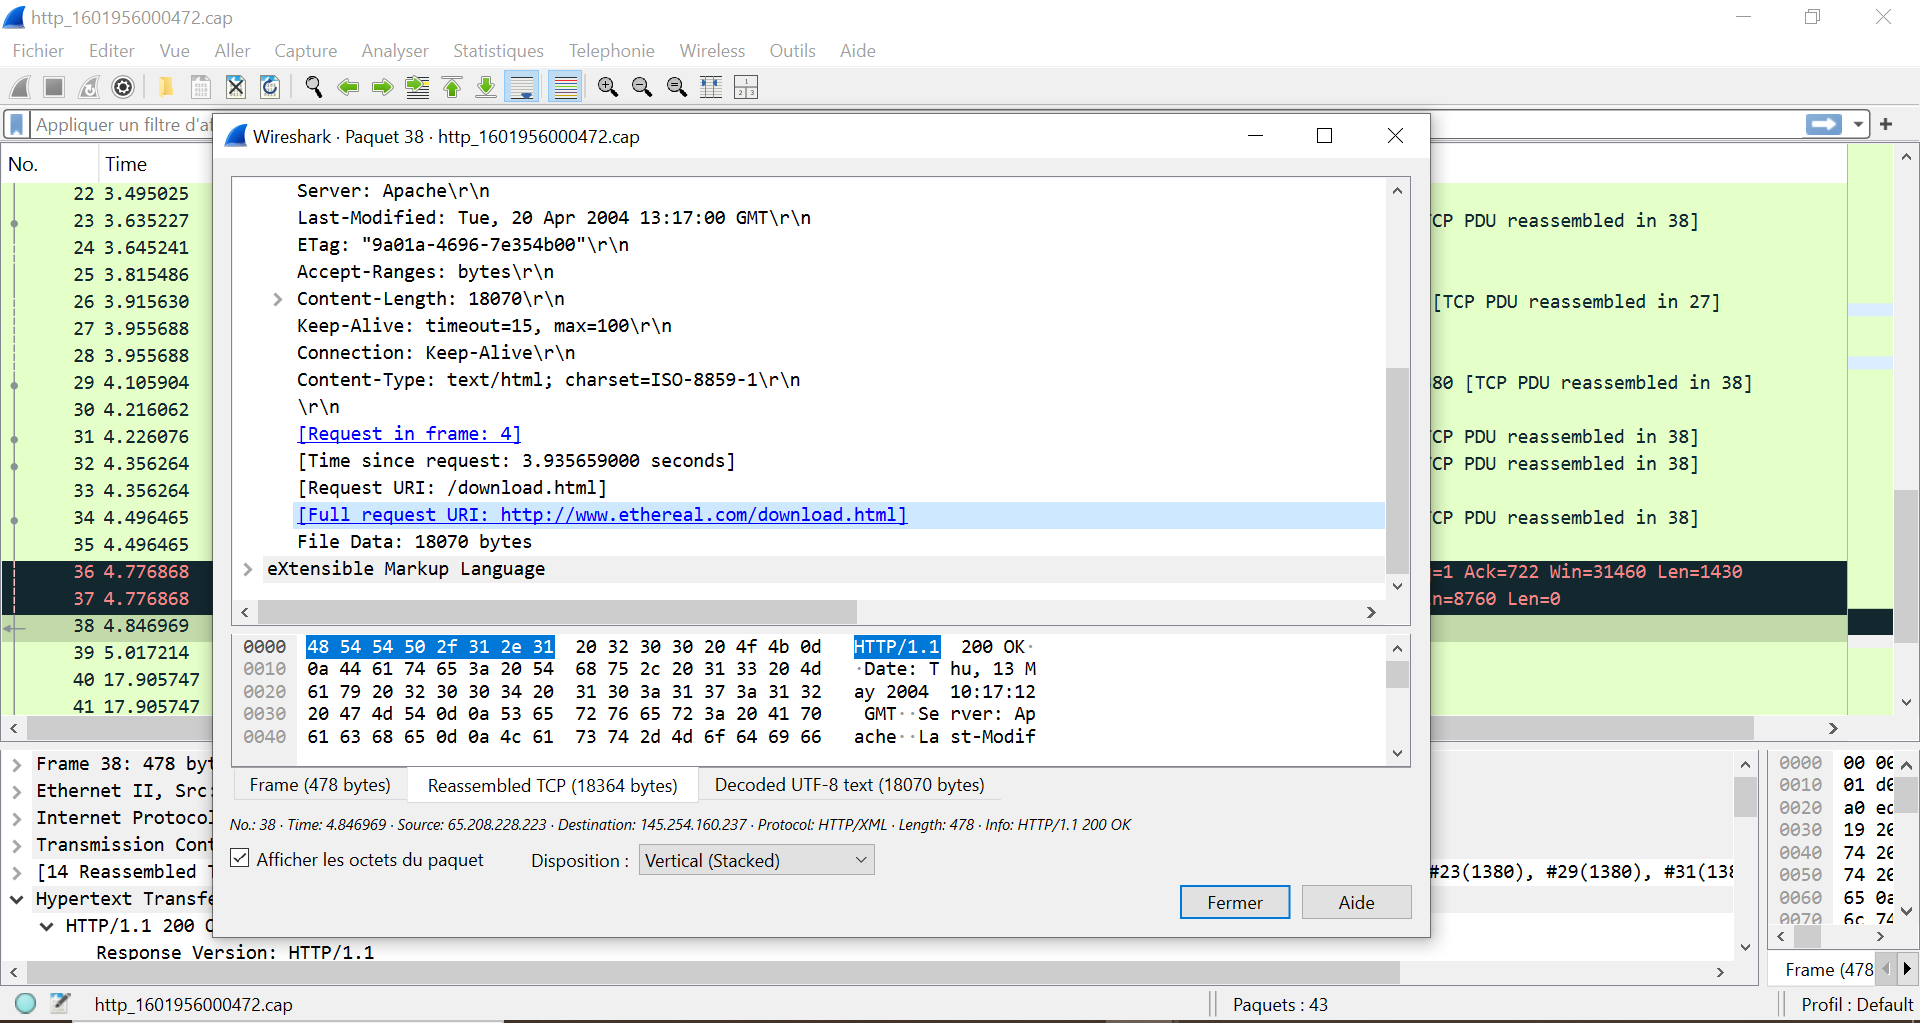 http_1601956000472.cap
Fichier Editer Vue Aller Capture Analyser Statistiques Telephonie Wireless Outils Aide
Appliquer un filtre d'a
No. Time
22 3.495025
23 3.635227
24 3.645241
25 3.815486
26 3.915630
27 3.955688
28 3.955688
29 4.105904
30 4.216062
31 4.226076
32 4.356264
33 4.356264
34 4.496465
35 4.496465
36 4.776868
37 4.776868
38 4.846969
39 5.017214
40 17.905747
41 17.905747
CP PDU reassembled in 38]
[TCP PDU reassembled in 27]
80 [TCP PDU reassembled in 38]
CP PDU reassembled in 38]
CP PDU reassembled in 38]
CP PDU reassembled in 38]
=1 Ack=722 Win=31460 Len=1430
n=8760 Len=0
Wireshark · Paquet 38 · http_1601956000472.cap
Server: Apache\r\n
Last-Modified: Tue, 20 Apr 2004 13:17:00 GMT\r\n
ETag: "9a01a-4696-7e354b00"\r\n
Accept-Ranges: bytes\r\n
Content-Length: 18070\r\n
Keep-Alive: timeout=15, max=100\r\n
Connection: Keep-Alive\r\n
Content-Type: text/html; charset=ISO-8859-1\r\n
\r\n
[Request in frame: 4]
[Time since request: 3.935659000 seconds]
[Request URI: /download.html]
[Full request URI: http://www.ethereal.com/download.html]
File Data: 18070 bytes
eXtensible Markup Language
0000 48 54 54 50 2f 31 2e 31 20 32 30 30 20 4f 4b 0d HTTP/1.1 200 OK·
0010 0a 44 61 74 65 3a 20 54 68 75 2c 20 31 33 20 4d ·Date: T hu, 13 M
0020 61 79 20 32 30 30 34 20 31 30 3a 31 37 3a 31 32 ay 2004 10:17:12
0030 20 47 4d 54 0d 0a 53 65 72 76 65 72 3a 20 41 70 GMT··Se rver: Ap
0040 61 63 68 65 0d 0a 4c 61 73 74 2d 4d 6f 64 69 66 ache··La st-Modif
Frame (478 bytes) Reassembled TCP (18364 bytes) Decoded UTF-8 text (18070 bytes)
No.: 38 · Time: 4.846969 · Source: 65.208.228.223 · Destination: 145.254.160.237 · Protocol: HTTP/XML · Length: 478 · Info: HTTP/1.1 200 OK
Afficher les octets du paquet Disposition : Vertical (Stacked)
Fermer Aide
Frame 38: 478 byt
Ethernet II, Src:
Internet Protocol
Transmission Cont
[14 Reassembled T #23(1380), #29(1380), #31(138
Hypertext Transfe
HTTP/1.1 200 O
Response Version: HTTP/1.1
0000 00 00
0010 01 d0
0020 a0 ed
0030 19 20
0040 74 20
0050 74 20
0060 65 0a
0070 6c 74
Frame (478
http_1601956000472.cap Paquets : 43 Profil : Default